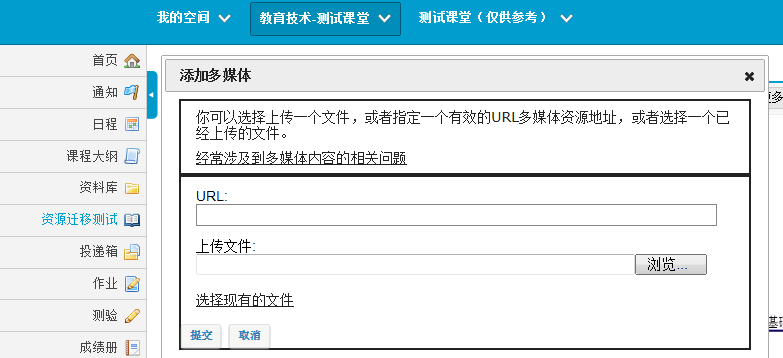 我的空间
教育技术-测试课堂
测试课堂（仅供参考）
首页
通知
日程
课程大纲
资料库
资源迁移测试
投递箱
作业
测验
成绩册
添加多媒体
你可以选择上传一个文件，或者指定一个有效的URL多媒体资源地址，或者选择一个已
经上传的文件。
经常涉及到多媒体内容的相关问题
URL:
上传文件:
浏览...
选择现有的文件
提交 取消
多